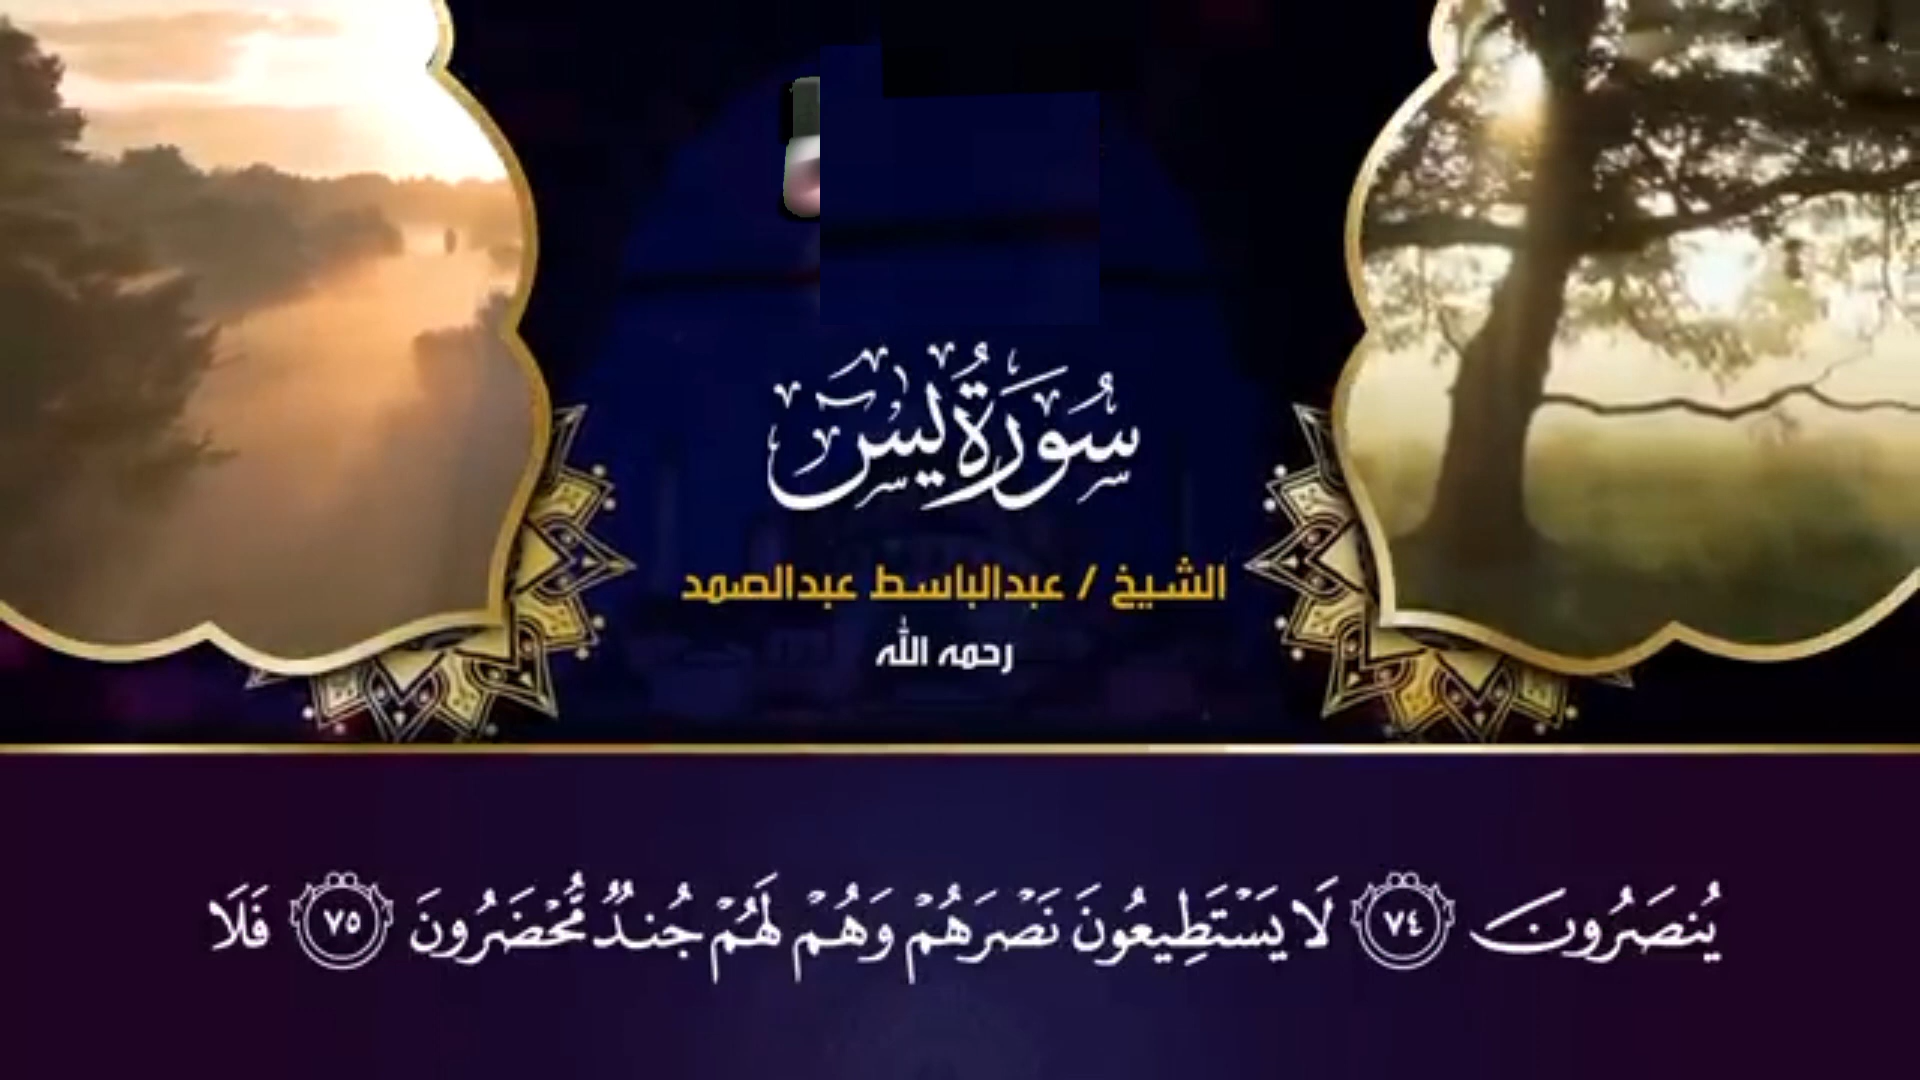 سُورَةُ يسٓ
الشيخ / عبدالباسط عبدالصمد
رحمه الله
يُنصَرُونَ ٧٤ لَا يَسْتَطِيعُونَ نَصْرَهُمْ وَهُمْ لَهُمْ جُندٌ مُّحْضَرُونَ ٧٥ فَلَا